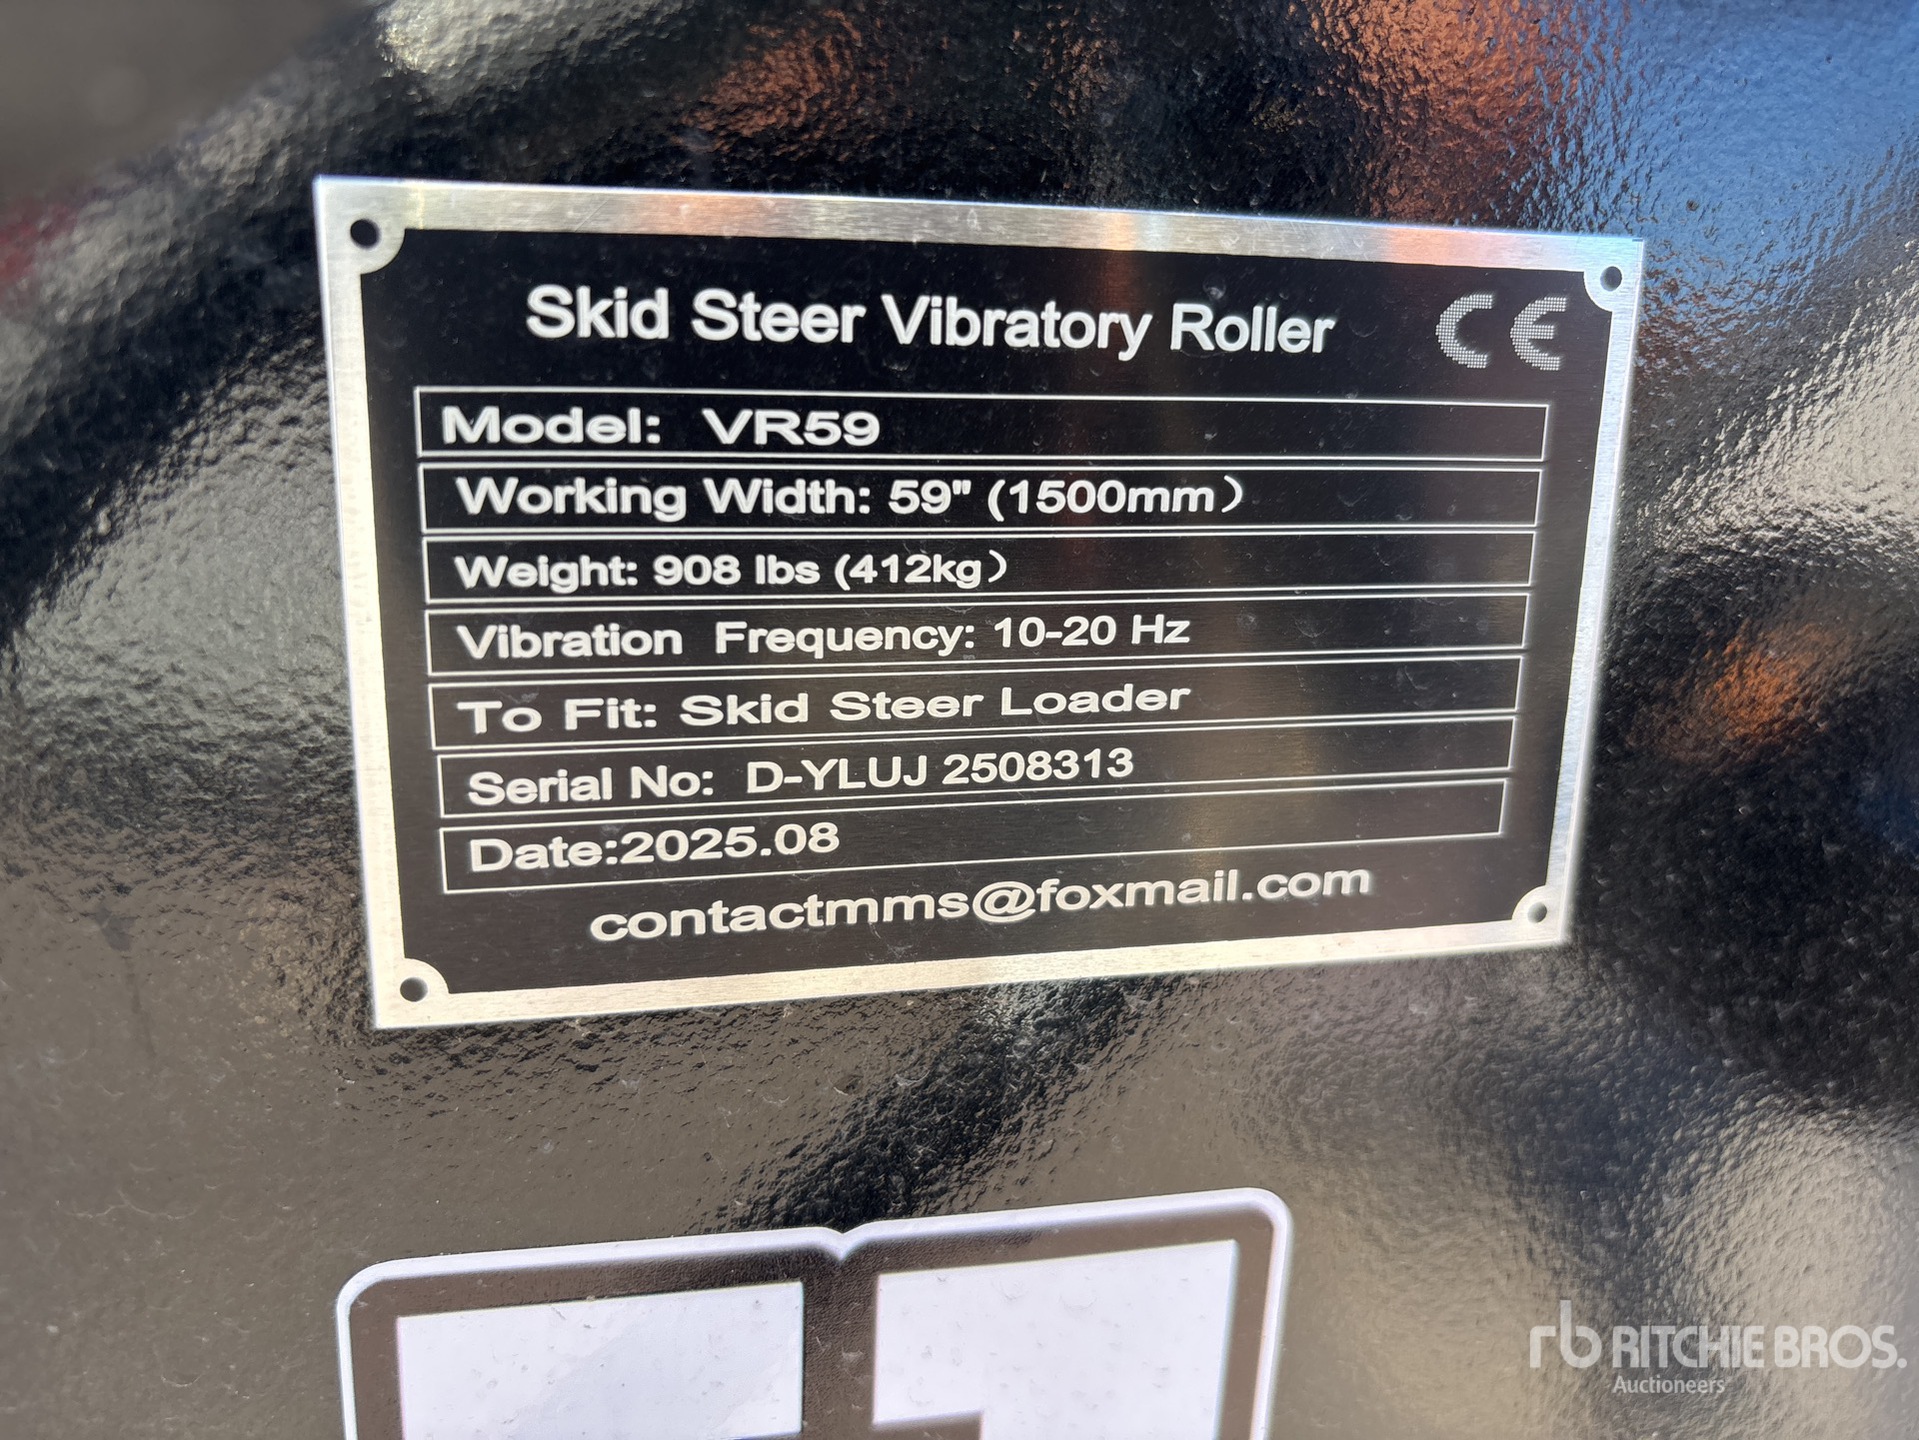 Skid Steer Vibratory Roller CE
Model: VR59
Working Width: 59" (1500mm）
Weight: 908 lbs (412kg）
Vibration Frequency: 10-20 Hz
To Fit: Skid Steer Loader
Serial No: D-YLUJ 2508313
Date:2025.08
contactmms@foxmail.com
rb RITCHIE BROS.
Auctioneers